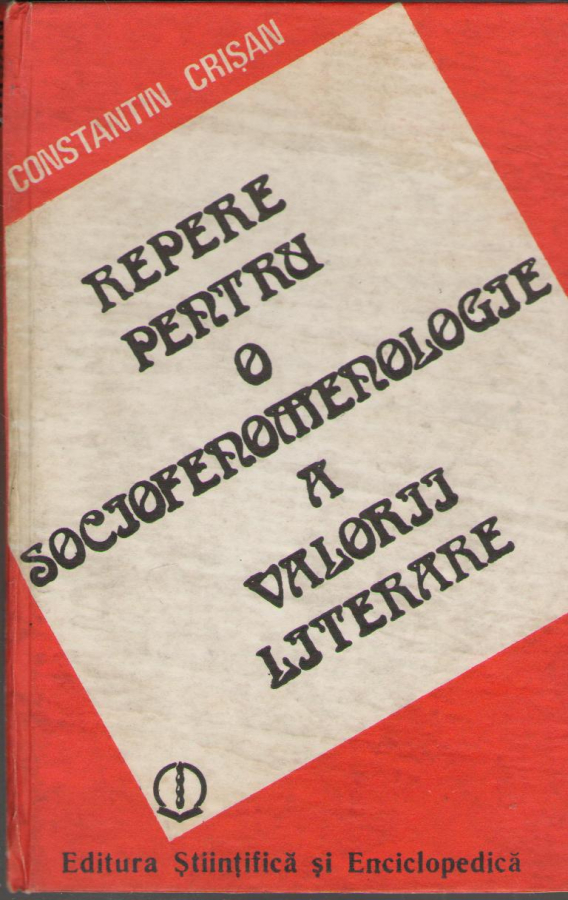 CONSTANTIN CRIȘAN
REPERE
PENTRU
O
SOCIOFENOMENOLOGIE
A
VALORII
LITERARE
Editura Științifică și Enciclopedică